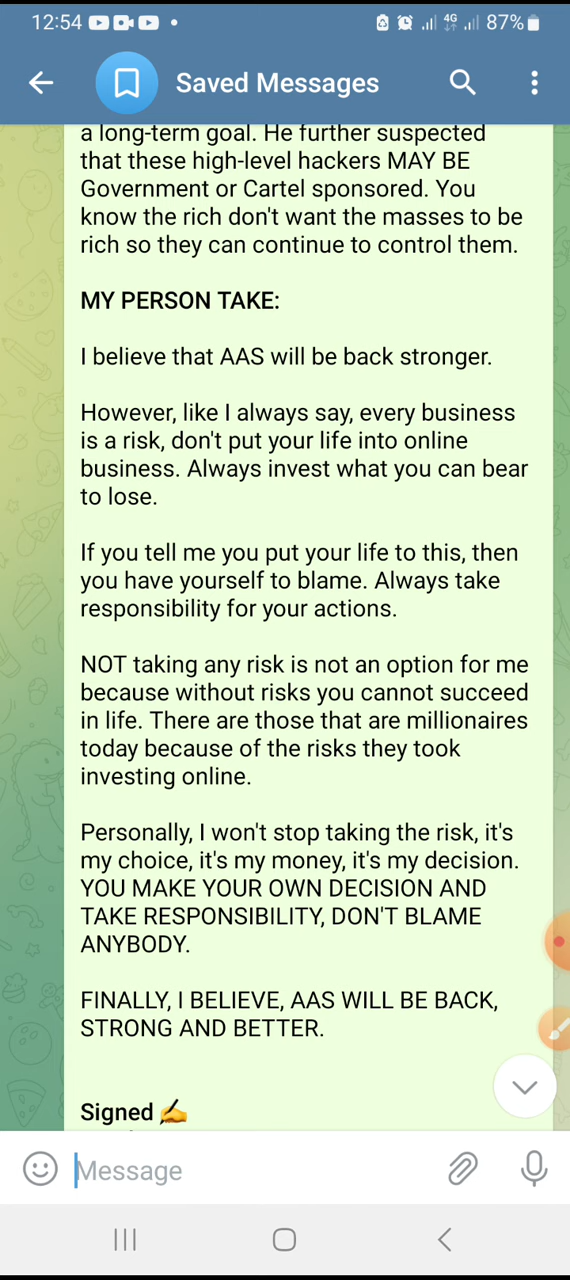 12:54
4G
87%
Saved Messages
a long-term goal. He further suspected
that these high-level hackers MAY BE
Government or Cartel sponsored. You
know the rich don't want the masses to be
rich so they can continue to control them.
MY PERSON TAKE:
I believe that AAS will be back stronger.
However, like I always say, every business
is a risk, don't put your life into online
business. Always invest what you can bear
to lose.
If you tell me you put your life to this, then
you have yourself to blame. Always take
responsibility for your actions.
NOT taking any risk is not an option for me
because without risks you cannot succeed
in life. There are those that are millionaires
today because of the risks they took
investing online.
Personally, I won't stop taking the risk, it's
my choice, it's my money, it's my decision.
YOU MAKE YOUR OWN DECISION AND
TAKE RESPONSIBILITY, DON'T BLAME
ANYBODY.
FINALLY, I BELIEVE, AAS WILL BE BACK,
STRONG AND BETTER.
Signed ✍️
Message